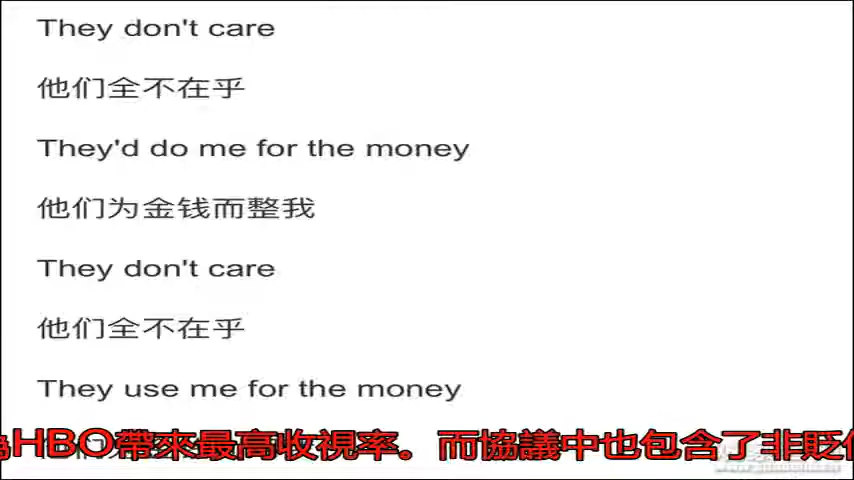 They don't care
他们全不在乎
They'd do me for the money
他们为金钱而整我
They don't care
他们全不在乎
They use me for the money
為HBO帶來最高收視率。而協議中也包含了非貶